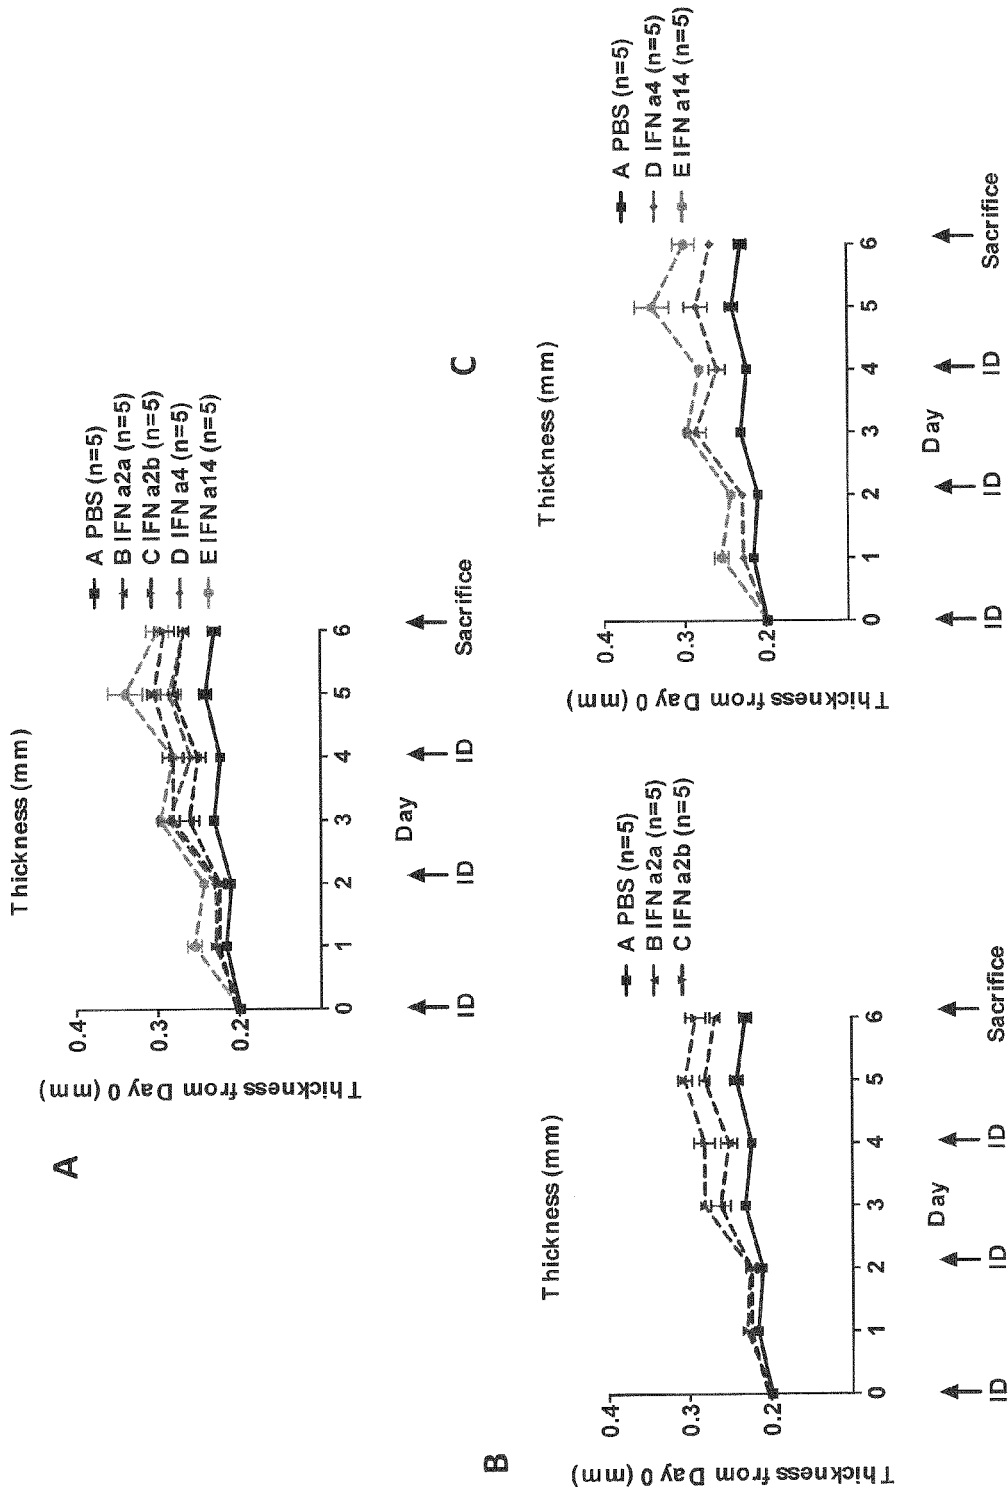 A
Thickness (mm)
Thickness from Day 0 (mm)
0.4
0.3
0.2
0 1 2 3 4 5 6
Day
ID ID ID Sacrifice
A PBS (n=5)
B IFN a2a (n=5)
C IFN a2b (n=5)
D IFN a4 (n=5)
E IFN a14 (n=5)
B
Thickness (mm)
Thickness from Day 0 (mm)
0.4
0.3
0.2
0 1 2 3 4 5 6
Day
ID ID ID Sacrifice
A PBS (n=5)
B IFN a2a (n=5)
C IFN a2b (n=5)
C
Thickness (mm)
Thickness from Day 0 (mm)
0.4
0.3
0.2
0 1 2 3 4 5 6
Day
ID ID ID Sacrifice
A PBS (n=5)
D IFN a4 (n=5)
E IFN a14 (n=5)